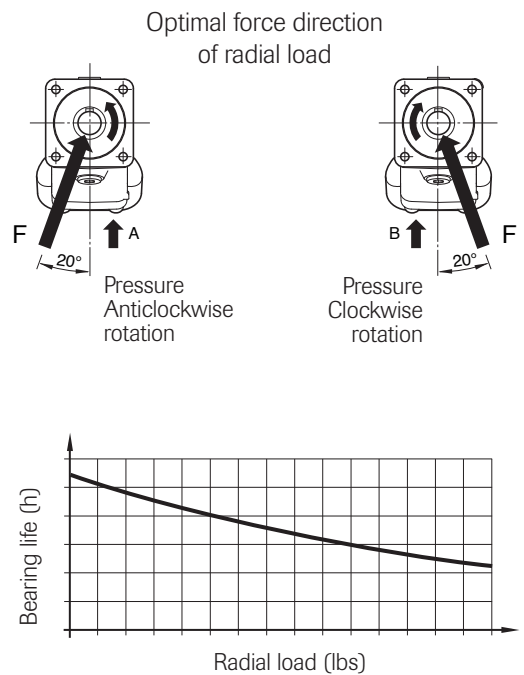 Optimal force direction
of radial load
F
A
20°
Pressure
Anticlockwise
rotation
B
F
20°
Pressure
Clockwise
rotation
Bearing life (h)
Radial load (lbs)